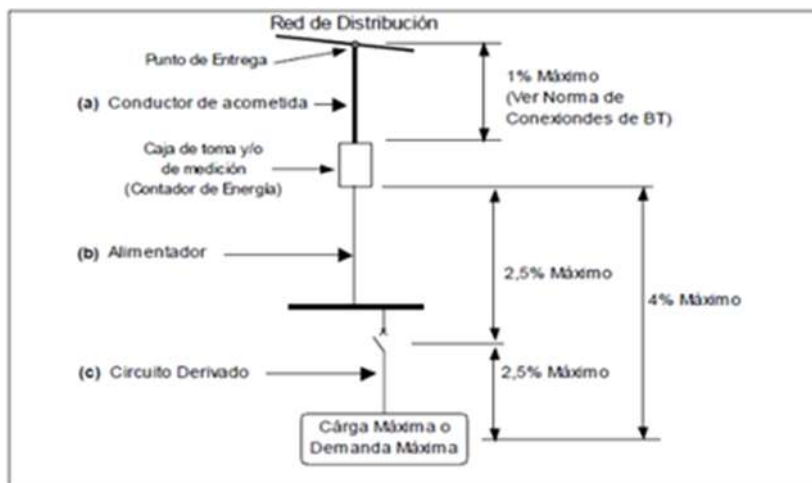 Red de Distribución
Punto de Entrega
(a) Conductor de acometida
1% Máximo
(Ver Norma de
Conexiondes de BT)
Caja de toma y/o
de medición
(Contador de Energía)
(b) Alimentador
2,5% Máximo
4% Máximo
(c) Circuito Derivado
2,5% Máximo
Cârga Máxima o
Demanda Máxima